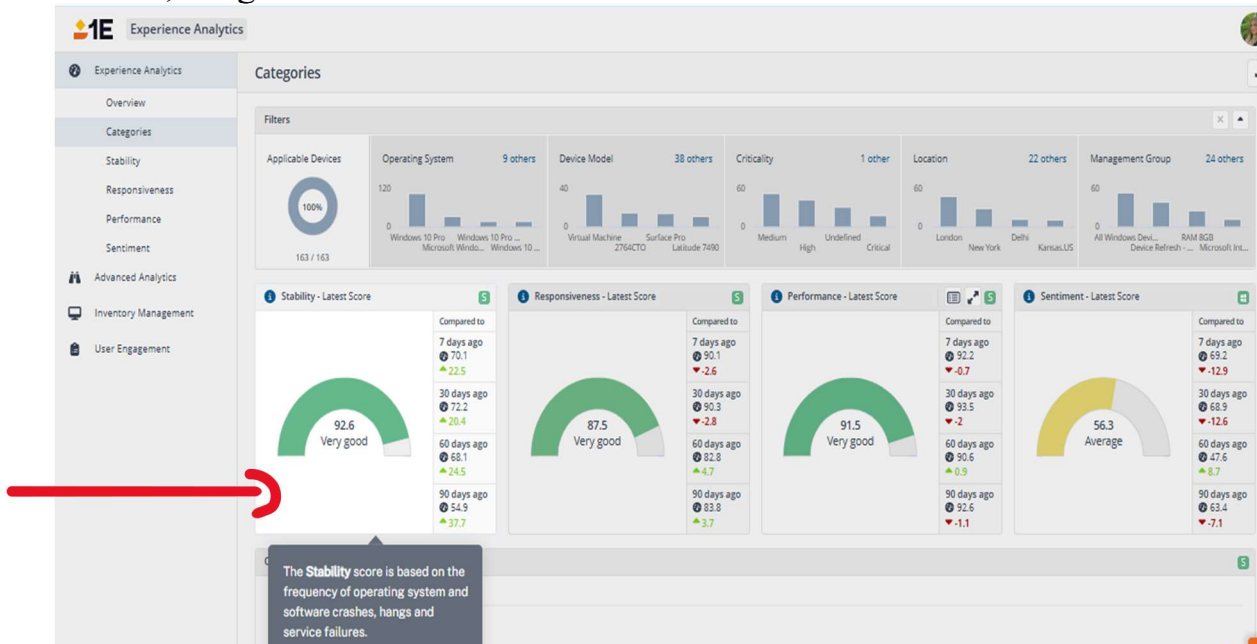 1E Experience Analytics
Experience Analytics
Overview
Categories
Stability
Responsiveness
Performance
Sentiment
Advanced Analytics
Inventory Management
User Engagement
Categories
Filters
Applicable Devices
100%
163 / 163
Operating System 9 others
120
0
Windows 10 Pro Windows 10 Pro ...
Microsoft Windo... Windows 10 ...
Device Model 38 others
40
0
Virtual Machine Surface Pro
2764CTO Latitude 7490
Criticality 1 other
60
0
Medium Undefined
High Critical
Location 22 others
60
0
London Delhi
New York Kansas.US
Management Group 24 others
60
0
All Windows Devi... RAM 8GB
Device Refresh - ... Microsoft Int...
Stability - Latest Score S
92.6
Very good
Compared to
7 days ago
70.1
22.5
30 days ago
72.2
20.4
60 days ago
68.1
24.5
90 days ago
54.9
37.7
Responsiveness - Latest Score S
87.5
Very good
Compared to
7 days ago
90.1
-2.6
30 days ago
90.3
-2.8
60 days ago
82.8
4.7
90 days ago
83.8
3.7
Performance - Latest Score S
91.5
Very good
Compared to
7 days ago
92.2
-0.7
30 days ago
93.5
-2
60 days ago
90.6
0.9
90 days ago
92.6
-1.1
Sentiment - Latest Score
56.3
Average
Compared to
7 days ago
69.2
-12.9
30 days ago
68.9
-12.6
60 days ago
47.6
8.7
90 days ago
63.4
-7.1
S
The Stability score is based on the
frequency of operating system and
software crashes, hangs and
service failures.